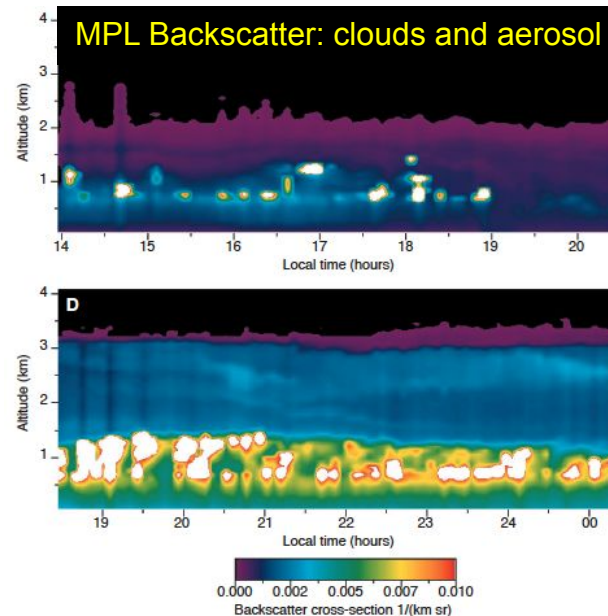 MPL Backscatter: clouds and aerosol
4
3
2
1
Altitude (km)
14 15 16 17 18 19 20
Local time (hours)
D
4
3
2
1
Altitude (km)
19 20 21 22 23 24 00
Local time (hours)
0.000 0.002 0.005 0.007 0.010
Backscatter cross-section 1/(km sr)